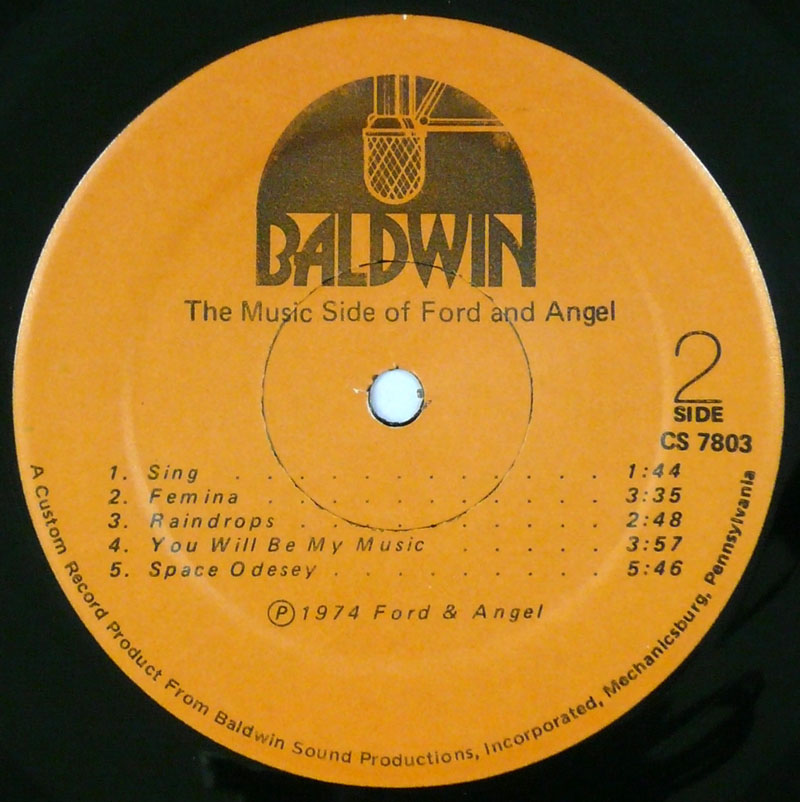 BALDWIN
The Music Side of Ford and Angel
2
SIDE
CS 7803
1. Sing . . . . . . . . . . . . . 1:44
2. Femina . . . . . . . . . . . . 3:35
3. Raindrops . . . . . . . . . . 2:48
4. You Will Be My Music . . . . . 3:57
5. Space Odesey . . . . . . . . . 5:46
Ⓟ 1974 Ford & Angel
A Custom Record Product From Baldwin Sound Productions, Incorporated, Mechanicsburg, Pennsylvania